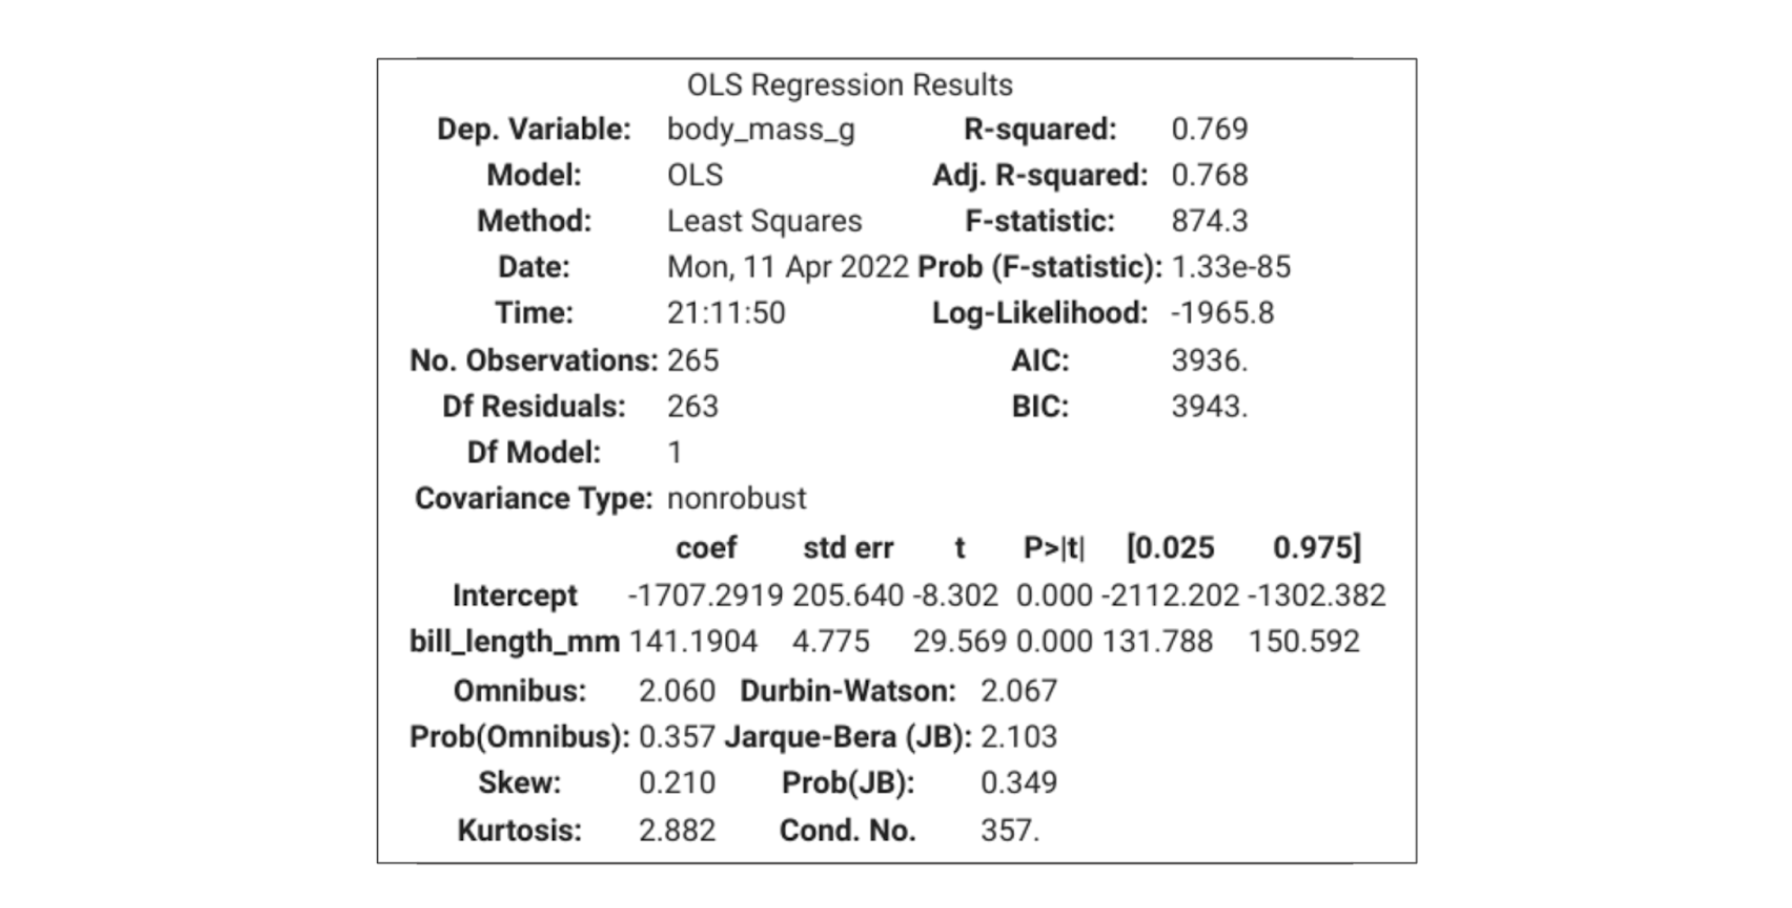 OLS Regression Results
Dep. Variable: body_mass_g R-squared: 0.769
Model: OLS Adj. R-squared: 0.768
Method: Least Squares F-statistic: 874.3
Date: Mon, 11 Apr 2022 Prob (F-statistic): 1.33e-85
Time: 21:11:50 Log-Likelihood: -1965.8
No. Observations: 265 AIC: 3936.
Df Residuals: 263 BIC: 3943.
Df Model: 1
Covariance Type: nonrobust
coef std err t P>|t| [0.025 0.975]
Intercept -1707.2919 205.640 -8.302 0.000 -2112.202 -1302.382
bill_length_mm 141.1904 4.775 29.569 0.000 131.788 150.592
Omnibus: 2.060 Durbin-Watson: 2.067
Prob(Omnibus): 0.357 Jarque-Bera (JB): 2.103
Skew: 0.210 Prob(JB): 0.349
Kurtosis: 2.882 Cond. No. 357.